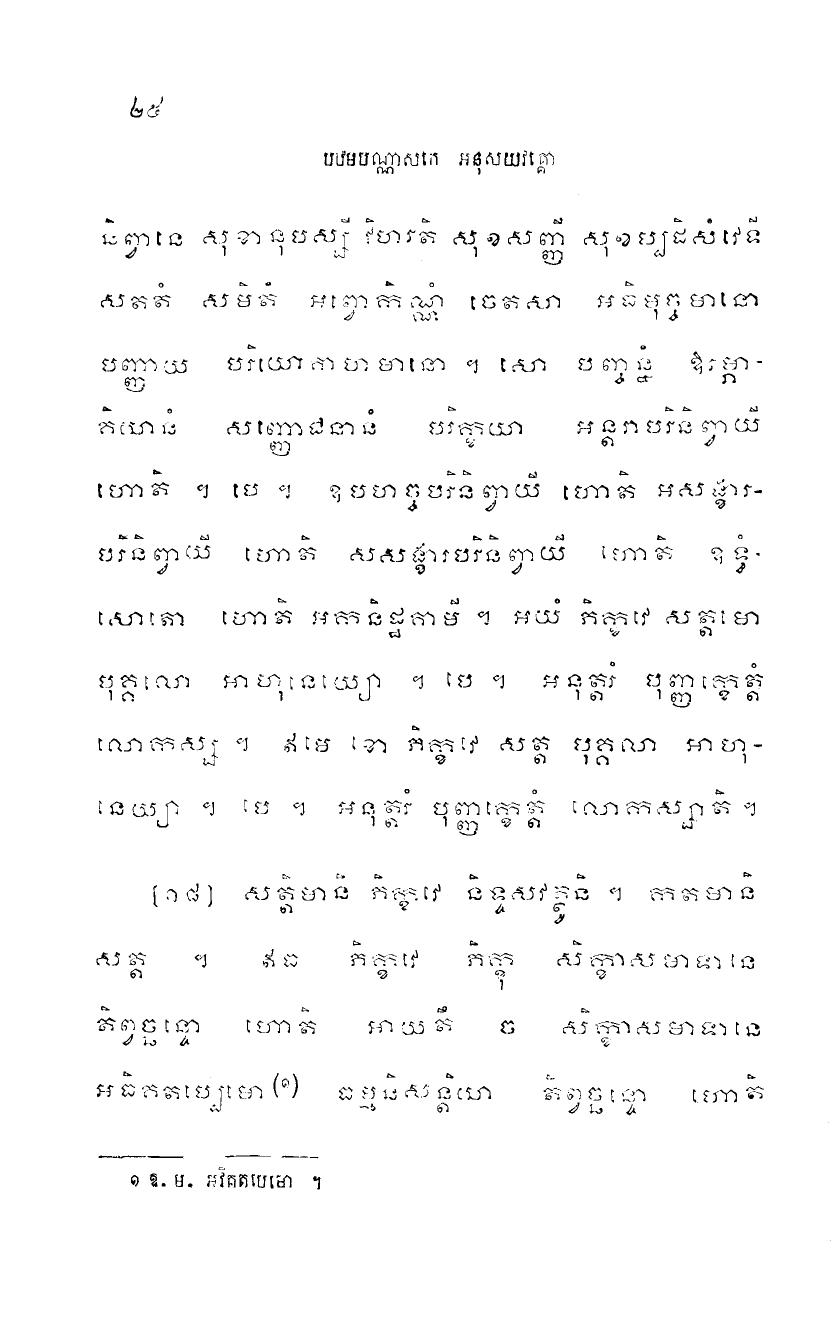 ២៥
បឋមបណ្ណាសកេ អនុសយវគ្គោ
និព្វានេ សុខានុបស្សី វិហរតិ សុខសញ្ញី សុខប្បដិសំវេទី
សតតំ សមិតំ អព្វោកិណ្ណំ ចេតសា អធិមុច្ចមានោ
បញ្ញាយ បរិយោគាហមានោ ។ សោ បញ្ចន្នំ ឱរម្ភា-
គិយេនំ សញ្ញោជនានំ បរិក្ខយា អន្តរាបរិនិព្វាយី
ហោតិ ។ បេ ។ ឧបហច្ចបរិនិព្វាយី ហោតិ អសង្ខារ-
បរិនិព្វាយី ហោតិ សសង្ខារបរិនិព្វាយី ហោតិ ឧទ្ធំ-
សោតោ ហោតិ អកនិដ្ឋគាមី ។ អយំ ភិក្ខវេ សត្តមោ
បុគ្គលោ អាហុនេយ្យោ ។ បេ ។ អនុត្តរំ បុញ្ញក្ខេត្តំ
លោកស្ស ។ ឥមេ ខោ ភិក្ខវេ សត្ត បុគ្គលា អាហុ-
នេយ្យា ។ បេ ។ អនុត្តរំ បុញ្ញក្ខេត្តំ លោកស្សាតិ ។
[១៨] សត្តិមានិ ភិក្ខវេ និទ្ទសវត្ថូនិ ។ កតមានិ
សត្ត ។ ឥធ ភិក្ខវេ ភិក្ខុ សិក្ខាសមាទានេ
តិព្វច្ឆន្ទោ ហោតិ អាយតឹ ច សិក្ខាសមាទានេ
អធិគតប្បេមោ (១) ធម្មនិសន្តិយា តិព្វច្ឆន្ទោ ហោតិ
១ ឱ. ម. អវិគតបេមោ ។